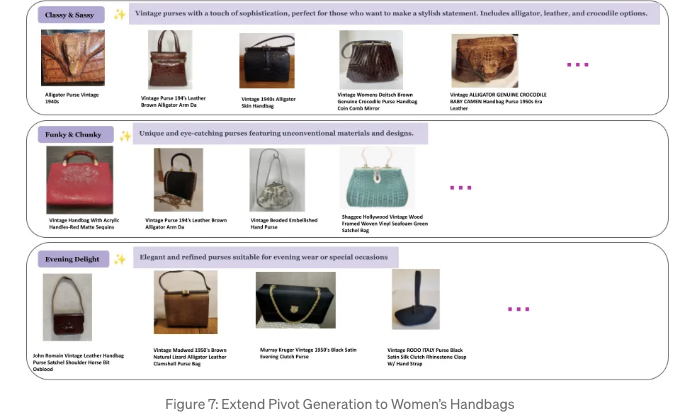 Classy & Sassy
Vintage purses with a touch of sophistication, perfect for those who want to make a stylish statement. Includes alligator, leather, and crocodile options.
Alligator Purse Vintage
1940s
Vintage Purse 194's Leather
Brown Alligator Arm Da
Vintage 1940s Alligator
Skin Handbag
Vintage Womens Deitsch Brown
Genuine Crocodile Purse Handbag
Coin Comb Mirror
Vintage ALLIGATOR GENUINE CROCODILE
BABY CAMEN Handbag Purse 1950s Era
Leather
Funky & Chunky
Unique and eye-catching purses featuring unconventional materials and designs.
Vintage Handbag With Acrylic
Handles-Red Matte Sequins
Vintage Purse 194's Leather Brown
Alligator Arm Da
Vintage Beaded Embellished
Hand Purse
Shaggee Hollywood Vintage Wood
Framed Woven Vinyl Seafoam Green
Satchel Bag
Evening Delight
Elegant and refined purses suitable for evening wear or special occasions
John Romain Vintage Leather Handbag
Purse Satchel Shoulder Horse Bit
Oxblood
Vintage Madwed 1950's Brown
Natural Lizard Alligator Leather
Clamshell Purse Bag
Murray Kruger Vintage 1950's Black Satin
Evening Clutch Purse
Vintage RODO ITALY Purse Black
Satin Silk Clutch Rhinestone Clasp
W/ Hand Strap
Figure 7: Extend Pivot Generation to Women's Handbags